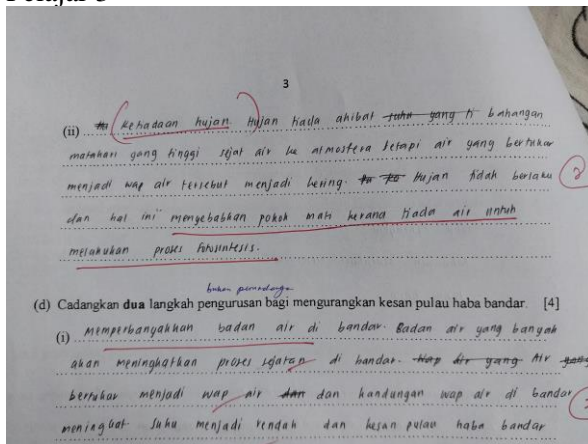 3
(ii) Ketiadaan hujan. Hujan tiada akibat bahangan
matahari yang tinggi sejat air ke atmosfera tetapi air yang bertukar
menjadi wap air tersebut menjadi kering. Hujan tidak berlaku
dan hal ini menyebabkan pokok mati kerana tiada air untuk
melakukan proses fotosintesis.
(d) Cadangkan dua langkah pengurusan bagi mengurangkan kesan pulau haba bandar. [4]
(i) Memperbanyakkan badan air di bandar. Badan air yang banyak
akan meningkatkan proses sejatan di bandar. Air
bertukar menjadi wap air dan kandungan wap air di bandar
meningkat suhu menjadi rendah dan kesan pulau haba bandar